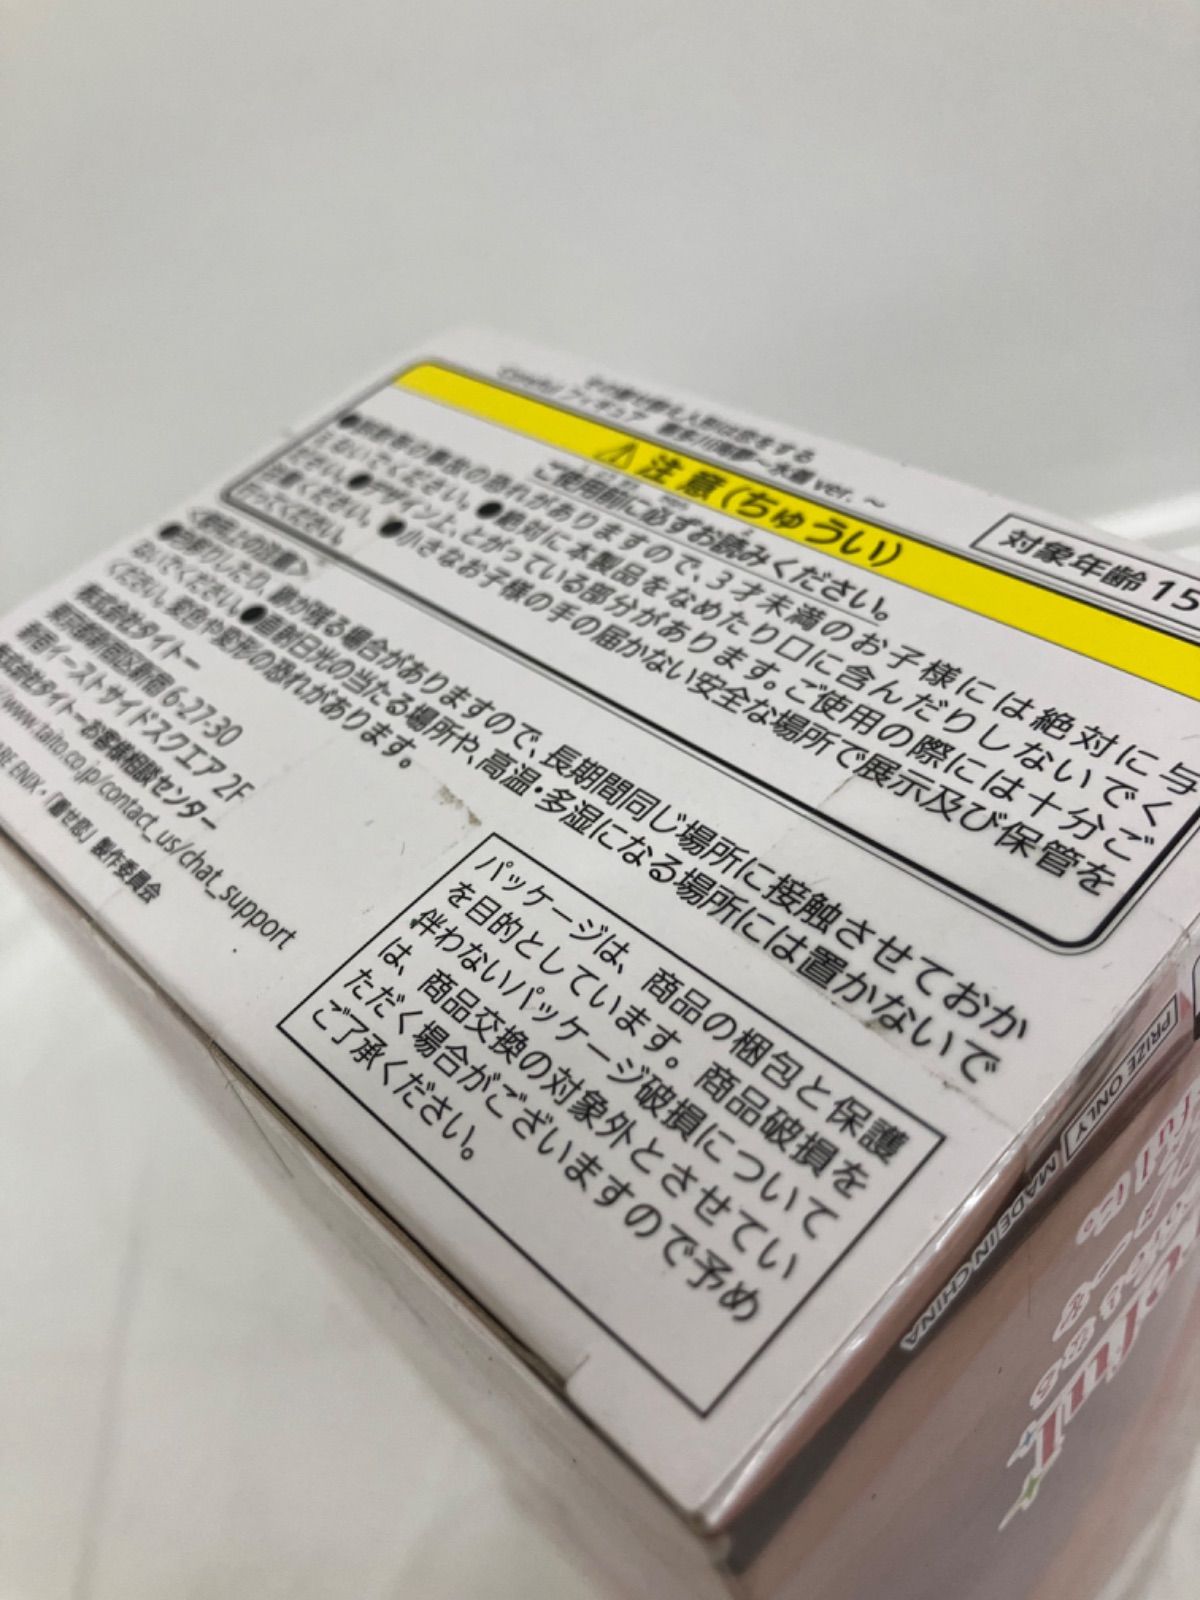 その着せ替え人形は恋をする
Coreful フィギュア 喜多川海夢～水着ver.～
対象年齢 15
⚠ 注意(ちゅうい)
ご使用前に必ずお読みください。
の恐れがありますので、3才未満のお子様には絶対に与
えないでください。●絶対に本製品をなめたり口に含んだりしないでく
ださい。●デザイン上、とがっている部分があります。ご使用の際には十分ご
注意ください。●小さなお子様の手の届かない安全な場所で展示及び保管を
行ってください。
<使用上の注意>
跡が残る場合がありますので、長期間同じ場所に接触させておか
ないでください。●直射日光の当たる場所や、高温・多湿になる場所には置かないで
ください。変色や変形の恐れがあります。
株式会社タイトー
東京都新宿区新宿 6-27-30
新宿イーストサイドスクエア 2F
株式会社タイトーお客様相談センター
//www.taito.co.jp/contact_us/chat_support
ARE ENIX・「着せ恋」製作委員会
パッケージは、商品の梱包と保護
を目的としています。商品破損を
伴わないパッケージ破損について
は、商品交換の対象外とさせてい
ただく場合がございますので予め
ご了承ください。
PRIZE ONLY
MADE IN CHINA